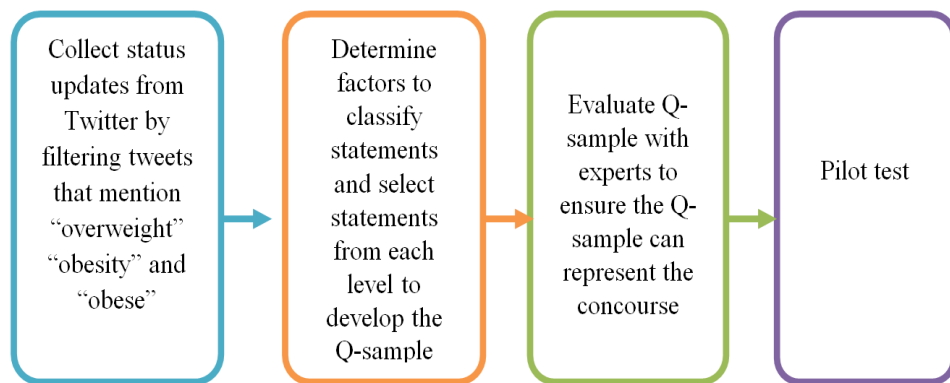 Collect status
updates from
Twitter by
filtering tweets
that mention
“overweight”
“obesity” and
“obese”
Determine
factors to
classify
statements
and select
statements
from each
level to
develop the
Q-sample
Evaluate Q-
sample with
experts to
ensure the Q-
sample can
represent the
concourse
Pilot test